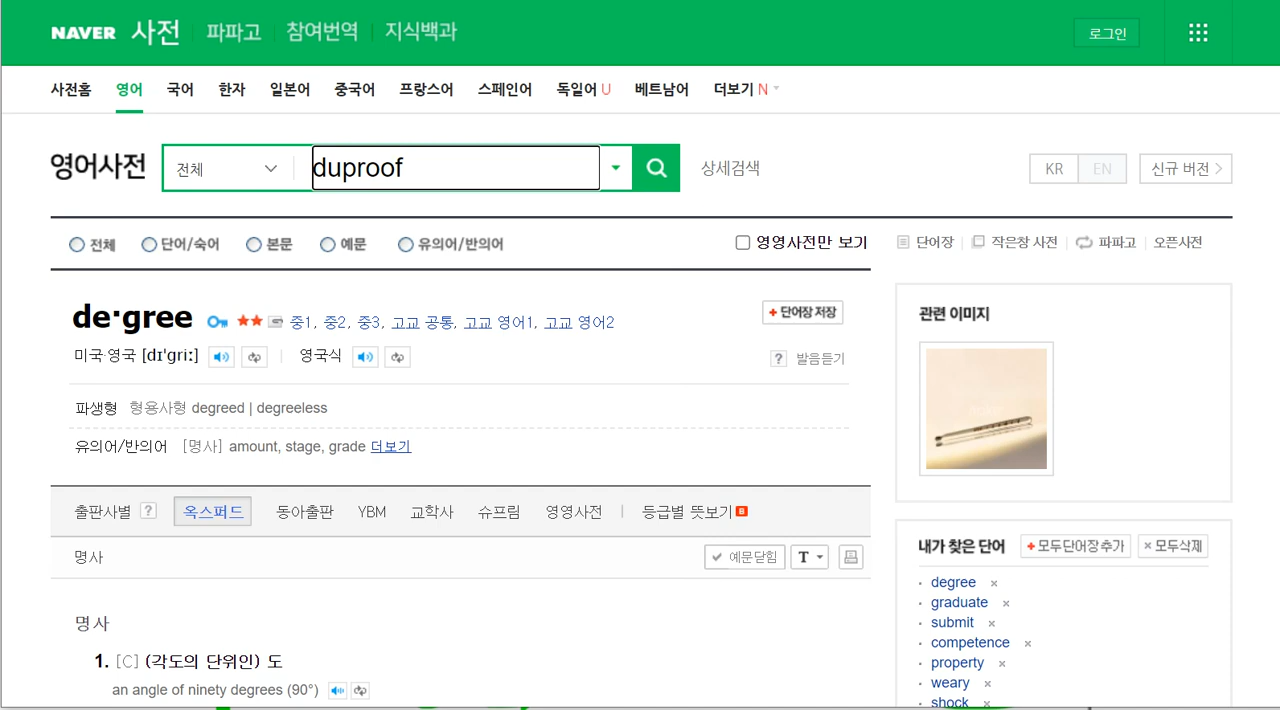 NAVER 사전 파파고 참여번역 지식백과 로그인
사전홈 영어 국어 한자 일본어 중국어 프랑스어 스페인어 독일어 U 베트남어 더보기 N
영어사전 전체 duproof 상세검색 KR EN 신규 버전
전체 단어/숙어 본문 예문 유의어/반의어 영영사전만 보기 단어장 작은창 사전 파파고 오픈사전
de·gree 중1, 중2, 중3, 고교 공통, 고교 영어1, 고교 영어2 +단어장 저장
미국·영국 [dɪˈɡriː] 영국식 ? 발음듣기
파생형 형용사형 degreed | degreeless
유의어/반의어 [명사] amount, stage, grade 더보기
출판사별 ? 옥스퍼드 동아출판 YBM 교학사 슈프림 영영사전 등급별 뜻보기 B
명사 예문닫힘 T
명사
1. [C] (각도의 단위인) 도
an angle of ninety degrees (90°)
관련 이미지
내가 찾은 단어 +모두단어장추가 ×모두삭제
degree ×
graduate ×
submit ×
competence ×
property ×
weary ×
shock ×